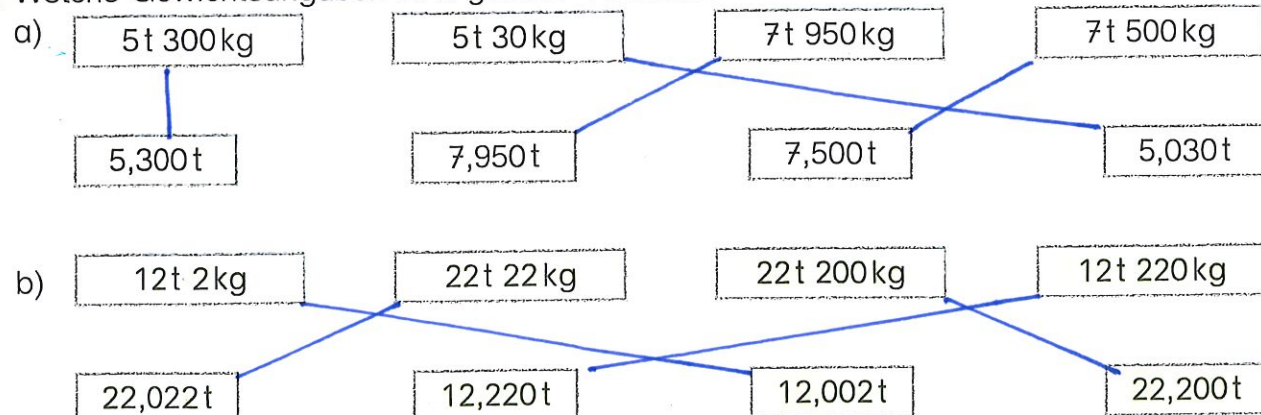 a) 5t 300kg 5t 30kg 7t 950kg 7t 500kg
5,300t 7,950t 7,500t 5,030t
b) 12t 2kg 22t 22kg 22t 200kg 12t 220kg
22,022t 12,220t 12,002t 22,200t